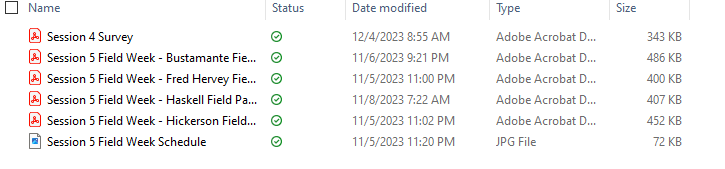 Name Status Date modified Type Size
Session 4 Survey 12/4/2023 8:55 AM Adobe Acrobat D... 343 KB
Session 5 Field Week - Bustamante Fie... 11/6/2023 9:21 PM Adobe Acrobat D... 486 KB
Session 5 Field Week - Fred Hervey Fiel... 11/5/2023 11:00 PM Adobe Acrobat D... 400 KB
Session 5 Field Week - Haskell Field Pa... 11/8/2023 7:22 AM Adobe Acrobat D... 407 KB
Session 5 Field Week - Hickerson Field... 11/5/2023 11:02 PM Adobe Acrobat D... 452 KB
Session 5 Field Week Schedule 11/5/2023 11:20 PM JPG File 72 KB